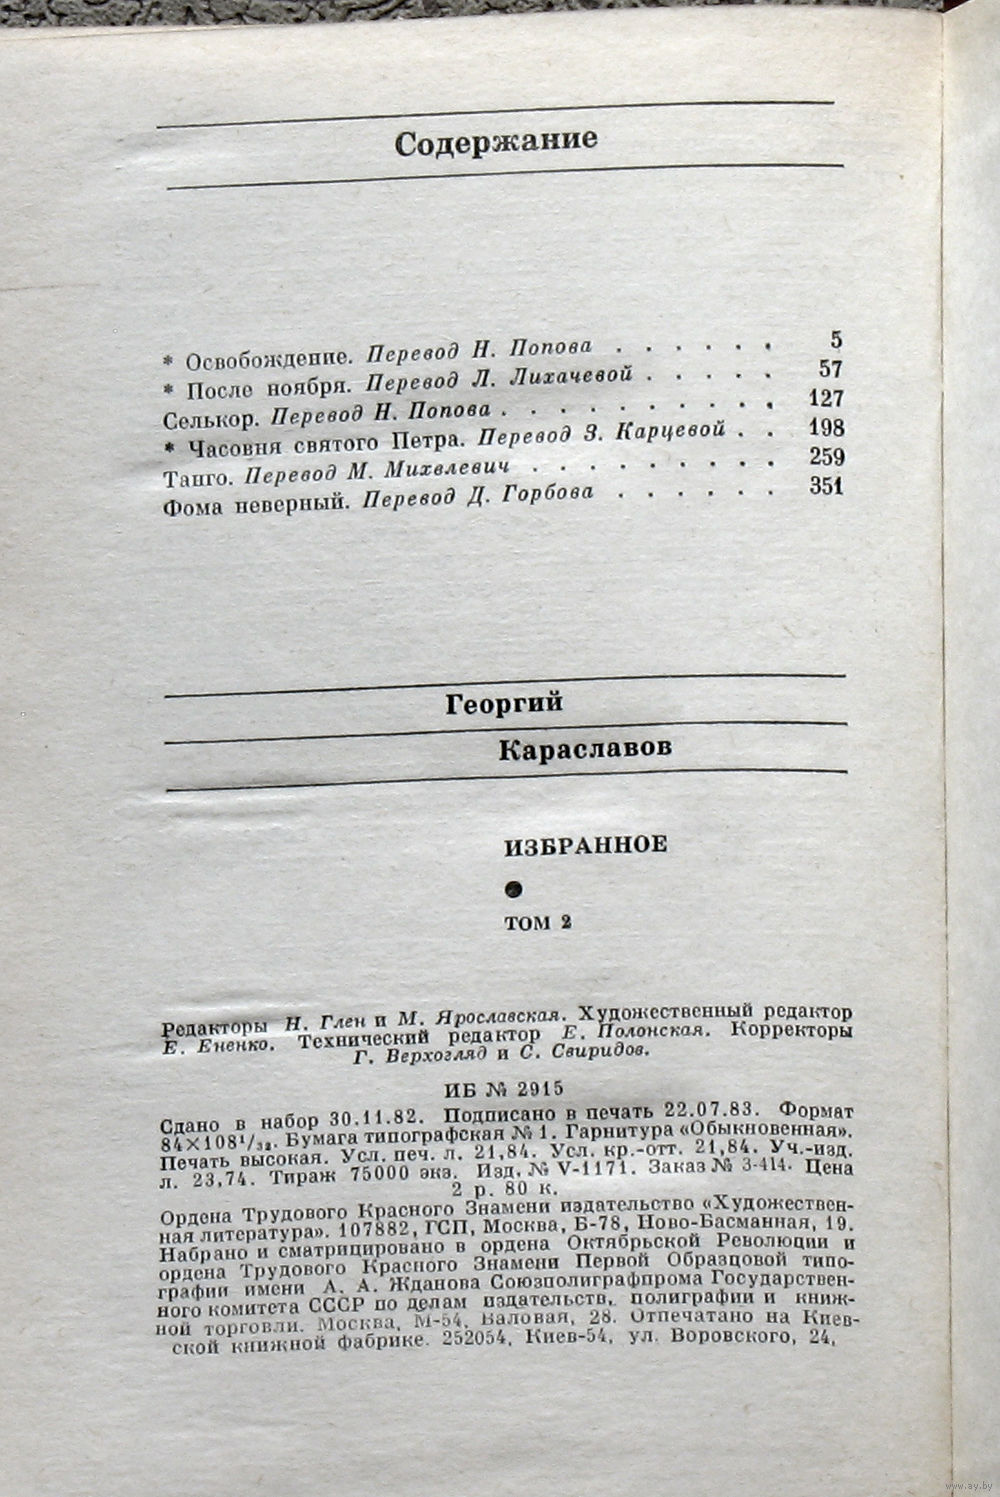 Содержание
* Освобождение. Перевод Н. Попова . . . . . . 5
* После ноября. Перевод Л. Лихачевой . . . . . 57
Селькор. Перевод Н. Попова . . . . . . . . . . 127
* Часовня святого Петра. Перевод З. Карцевой . . 198
Танго. Перевод М. Михелевич . . . . . . . . . 259
Фома неверный. Перевод Д. Горбова . . . . . . 351
Георгий
Караславов
ИЗБРАННОЕ
ТОМ 2
Редакторы Н. Глен и М. Ярославская. Художественный редактор
Е. Ененко. Технический редактор Е. Полонская. Корректоры
Г. Верхогляд и С. Свиридов.
ИБ № 2915
Сдано в набор 30.11.82. Подписано в печать 22.07.83. Формат
84×108¹/₃₂. Бумага типографская № 1. Гарнитура «Обыкновенная».
Печать высокая. Усл. печ. л. 21,84. Усл. кр.-отт. 21,84. Уч.-изд.
л. 23,74. Тираж 75000 экз. Изд. № V-1171. Заказ № 3-414. Цена
2 р. 80 к.
Ордена Трудового Красного Знамени издательство «Художествен-
ная литература». 107882, ГСП, Москва, Б-78, Ново-Басманная, 19.
Набрано и сматрицировано в ордена Октябрьской Революции и
ордена Трудового Красного Знамени Первой Образцовой типо-
графии имени А. А. Жданова Союзполиграфпрома Государствен-
ного комитета СССР по делам издательств, полиграфии и книж-
ной торговли. Москва, М-54, Валовая, 28. Отпечатано на Киев-
ской книжной фабрике. 252054, Киев-54, ул. Воровского, 24,
www.ay.by